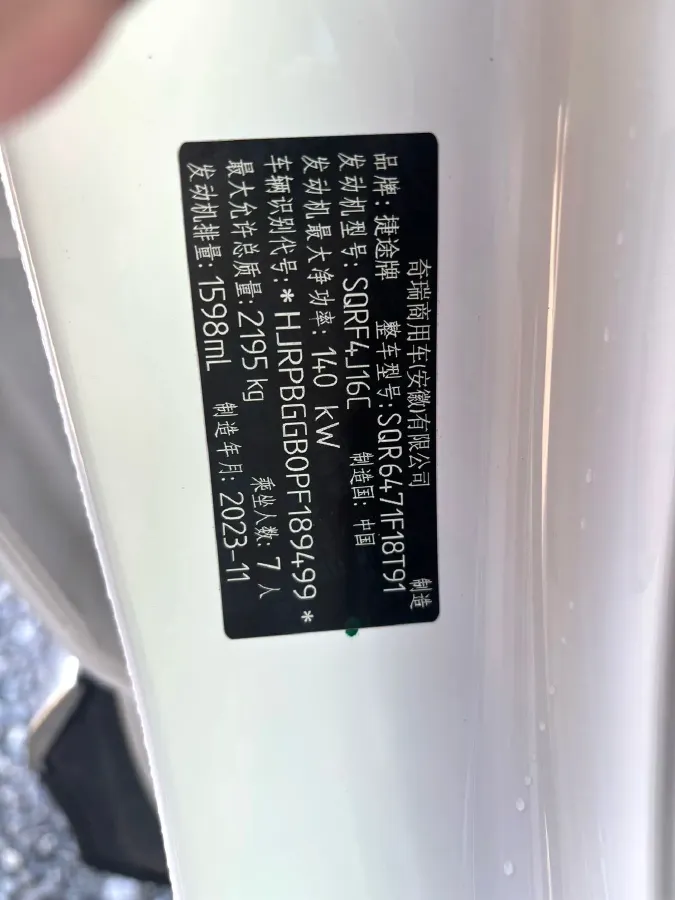 奇瑞商用车(安徽)有限公司 制造
品牌: 捷途牌 整车型号: SQR6471F18T91
发动机型号: SQRF4J16C 制造国: 中国
发动机最大净功率: 140 kW
车辆识别代号: *HJRPBGGB0PF189499*
最大允许总质量: 2195 kg 乘坐人数: 7 人
发动机排量: 1598mL 制造年月: 2023-11